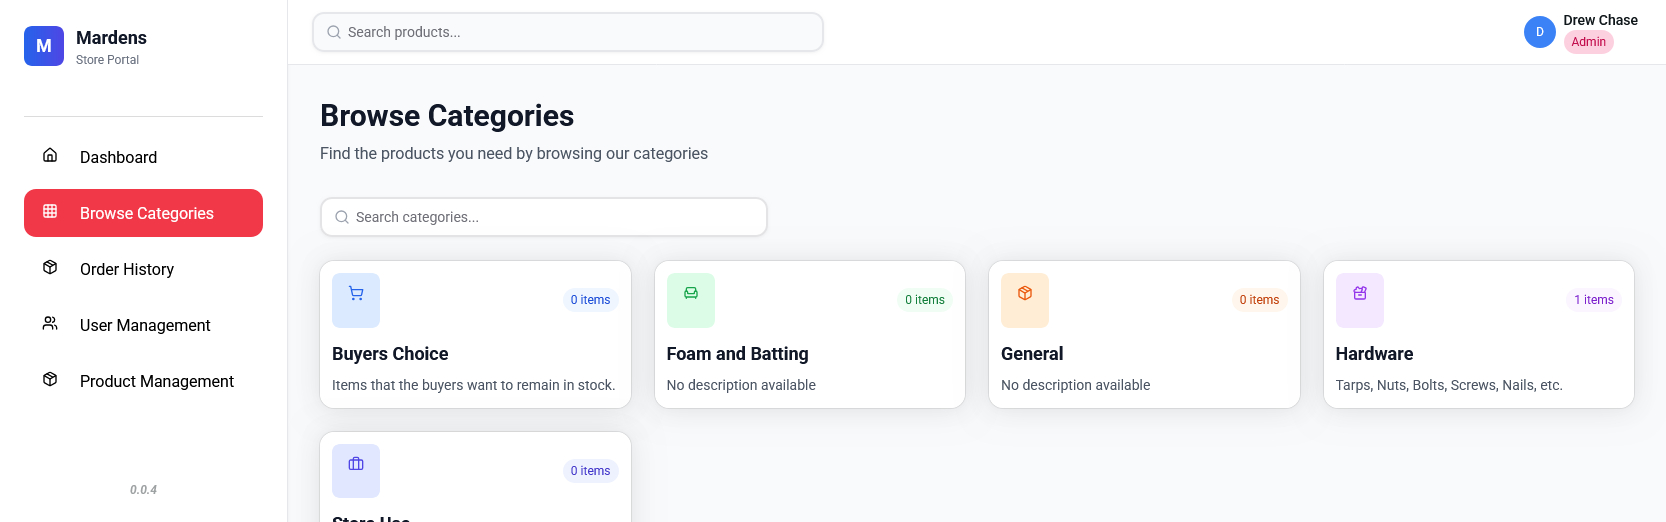 M
Mardens
Store Portal
Dashboard
Browse Categories
Order History
User Management
Product Management
0.0.4
Search products...
D
Drew Chase
Admin
Browse Categories
Find the products you need by browsing our categories
Search categories...
0 items
Buyers Choice
Items that the buyers want to remain in stock.
0 items
Foam and Batting
No description available
0 items
General
No description available
1 items
Hardware
Tarps, Nuts, Bolts, Screws, Nails, etc.
0 items
Store Use